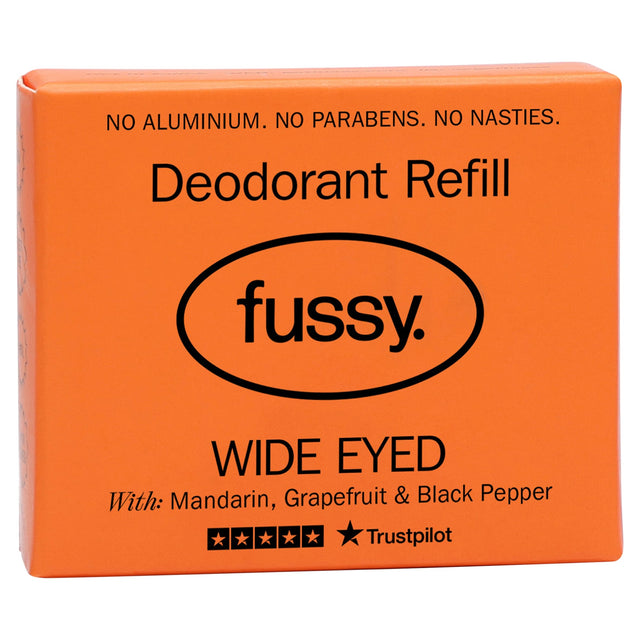 NO ALUMINIUM. NO PARABENS. NO NASTIES.
Deodorant Refill
fussy.
WIDE EYED
With: Mandarin, Grapefruit & Black Pepper
Trustpilot